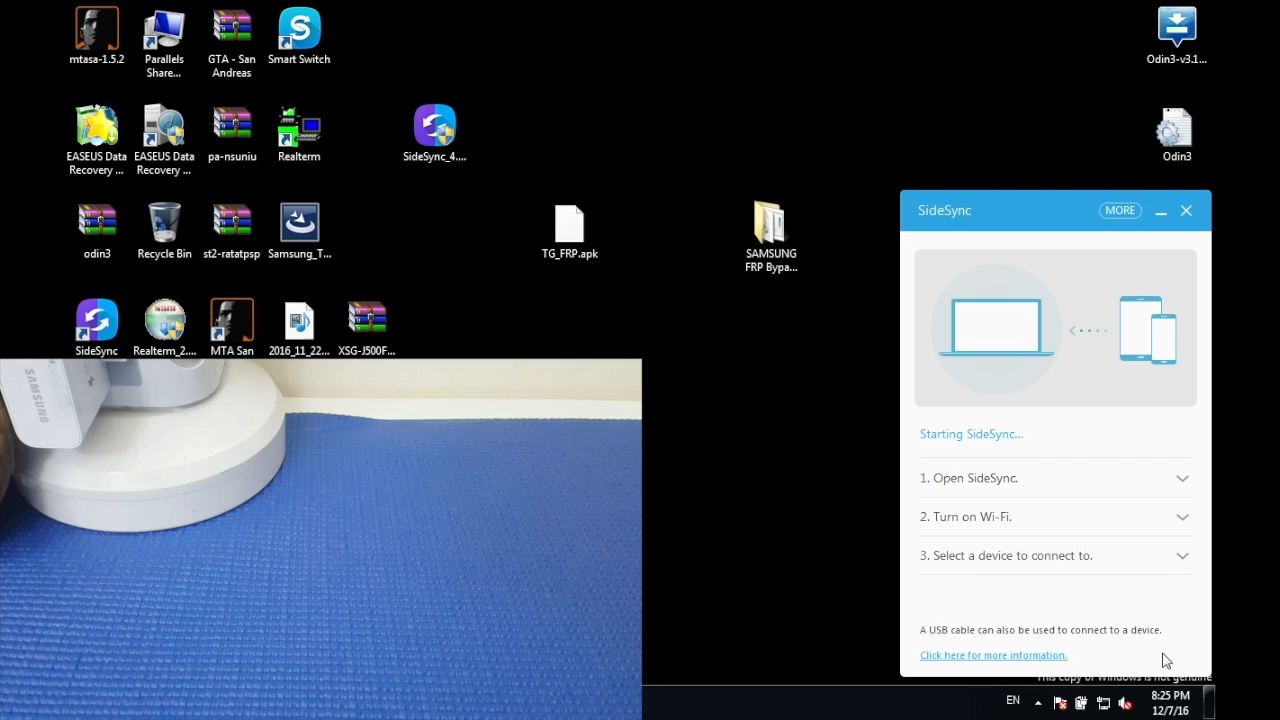 mtasa-1.5.2
Parallels
Share...
GTA - San
Andreas
Smart Switch
Odin3-v3.1...
EASEUS Data
Recovery ...
EASEUS Data
Recovery ...
pa-nsuniu
Realterm
SideSync_4....
Odin3
odin3
Recycle Bin
st2-ratatpsp
Samsung_T...
TG_FRP.apk
SAMSUNG
FRP Bypa...
SideSync
Realterm_2....
MTA San
2016_11_22...
XSG-J500F...
SAMSUNG
SideSync
MORE
Starting SideSync...
1. Open SideSync.
2. Turn on Wi-Fi.
3. Select a device to connect to.
A USB cable can also be used to connect to a device.
Click here for more information.
This copy of Windows is not genuine
EN
8:25 PM
12/7/16